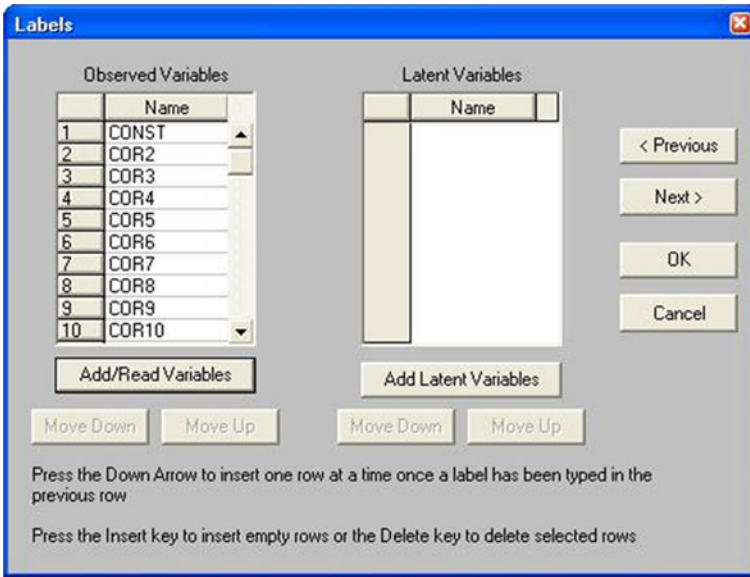 Labels
Observed Variables
Latent Variables
Name
1 CONST
2 COR2
3 COR3
4 COR4
5 COR5
6 COR6
7 COR7
8 COR8
9 COR9
10 COR10
Name
< Previous
Next >
OK
Cancel
Add/Read Variables
Add Latent Variables
Move Down
Move Up
Move Down
Move Up
Press the Down Arrow to insert one row at a time once a label has been typed in the
previous row
Press the Insert key to insert empty rows or the Delete key to delete selected rows